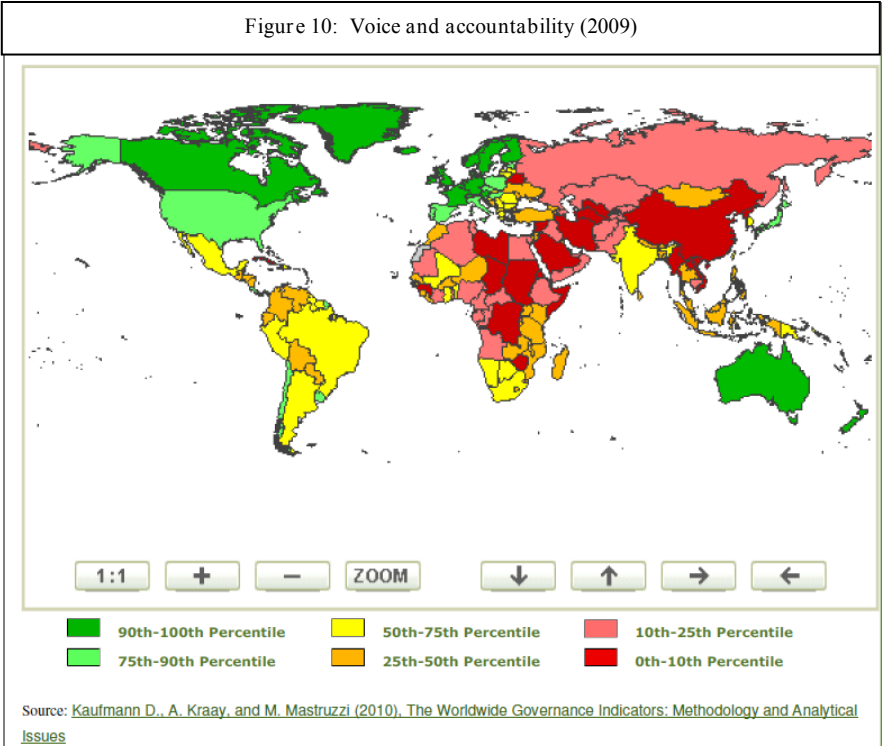 Figure 10: Voice and accountability (2009)
1:1 + − ZOOM ↓ ↑ → ←
90th-100th Percentile 50th-75th Percentile 10th-25th Percentile
75th-90th Percentile 25th-50th Percentile 0th-10th Percentile
Source: Kaufmann D., A. Kraay, and M. Mastruzzi (2010), The Worldwide Governance Indicators: Methodology and Analytical
Issues